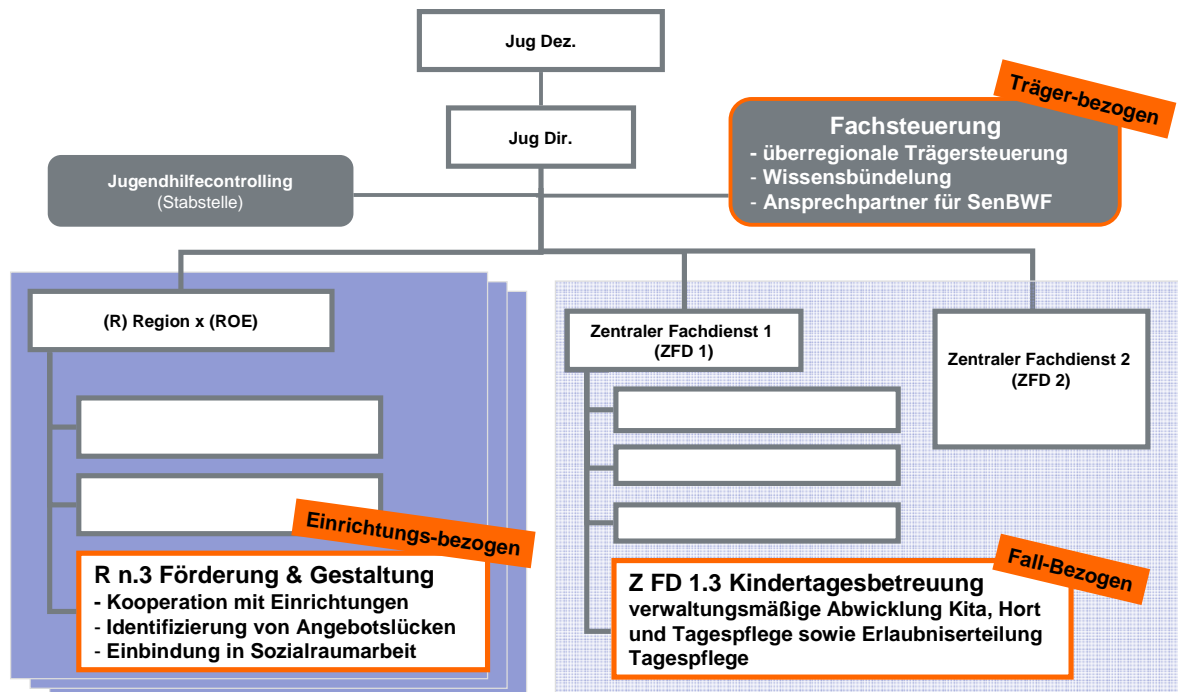 Jug Dez.
Träger-bezogen
Jug Dir.
Fachsteuerung
- überregionale Trägersteuerung
- Wissensbündelung
- Ansprechpartner für SenBWF
Jugendhilfecontrolling
(Stabstelle)
(R) Region x (ROE)
Zentraler Fachdienst 1
(ZFD 1)
Zentraler Fachdienst 2
(ZFD 2)
Einrichtungs-bezogen
R n.3 Förderung & Gestaltung
- Kooperation mit Einrichtungen
- Identifizierung von Angebotslücken
- Einbindung in Sozialraumarbeit
Fall-Bezogen
Z FD 1.3 Kindertagesbetreuung
verwaltungsmäßige Abwicklung Kita, Hort
und Tagespflege sowie Erlaubniserteilung
Tagespflege